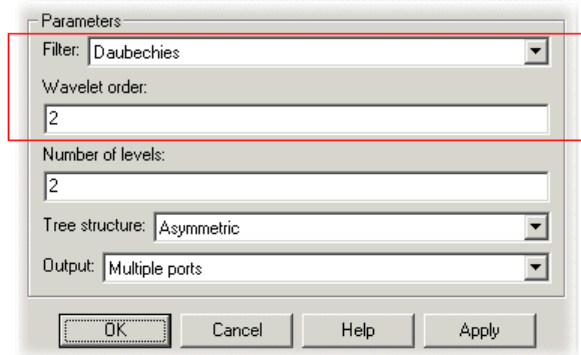 Parameters
Filter: Daubechies
Wavelet order:
2
Number of levels:
2
Tree structure: Asymmetric
Output: Multiple ports
OK Cancel Help Apply